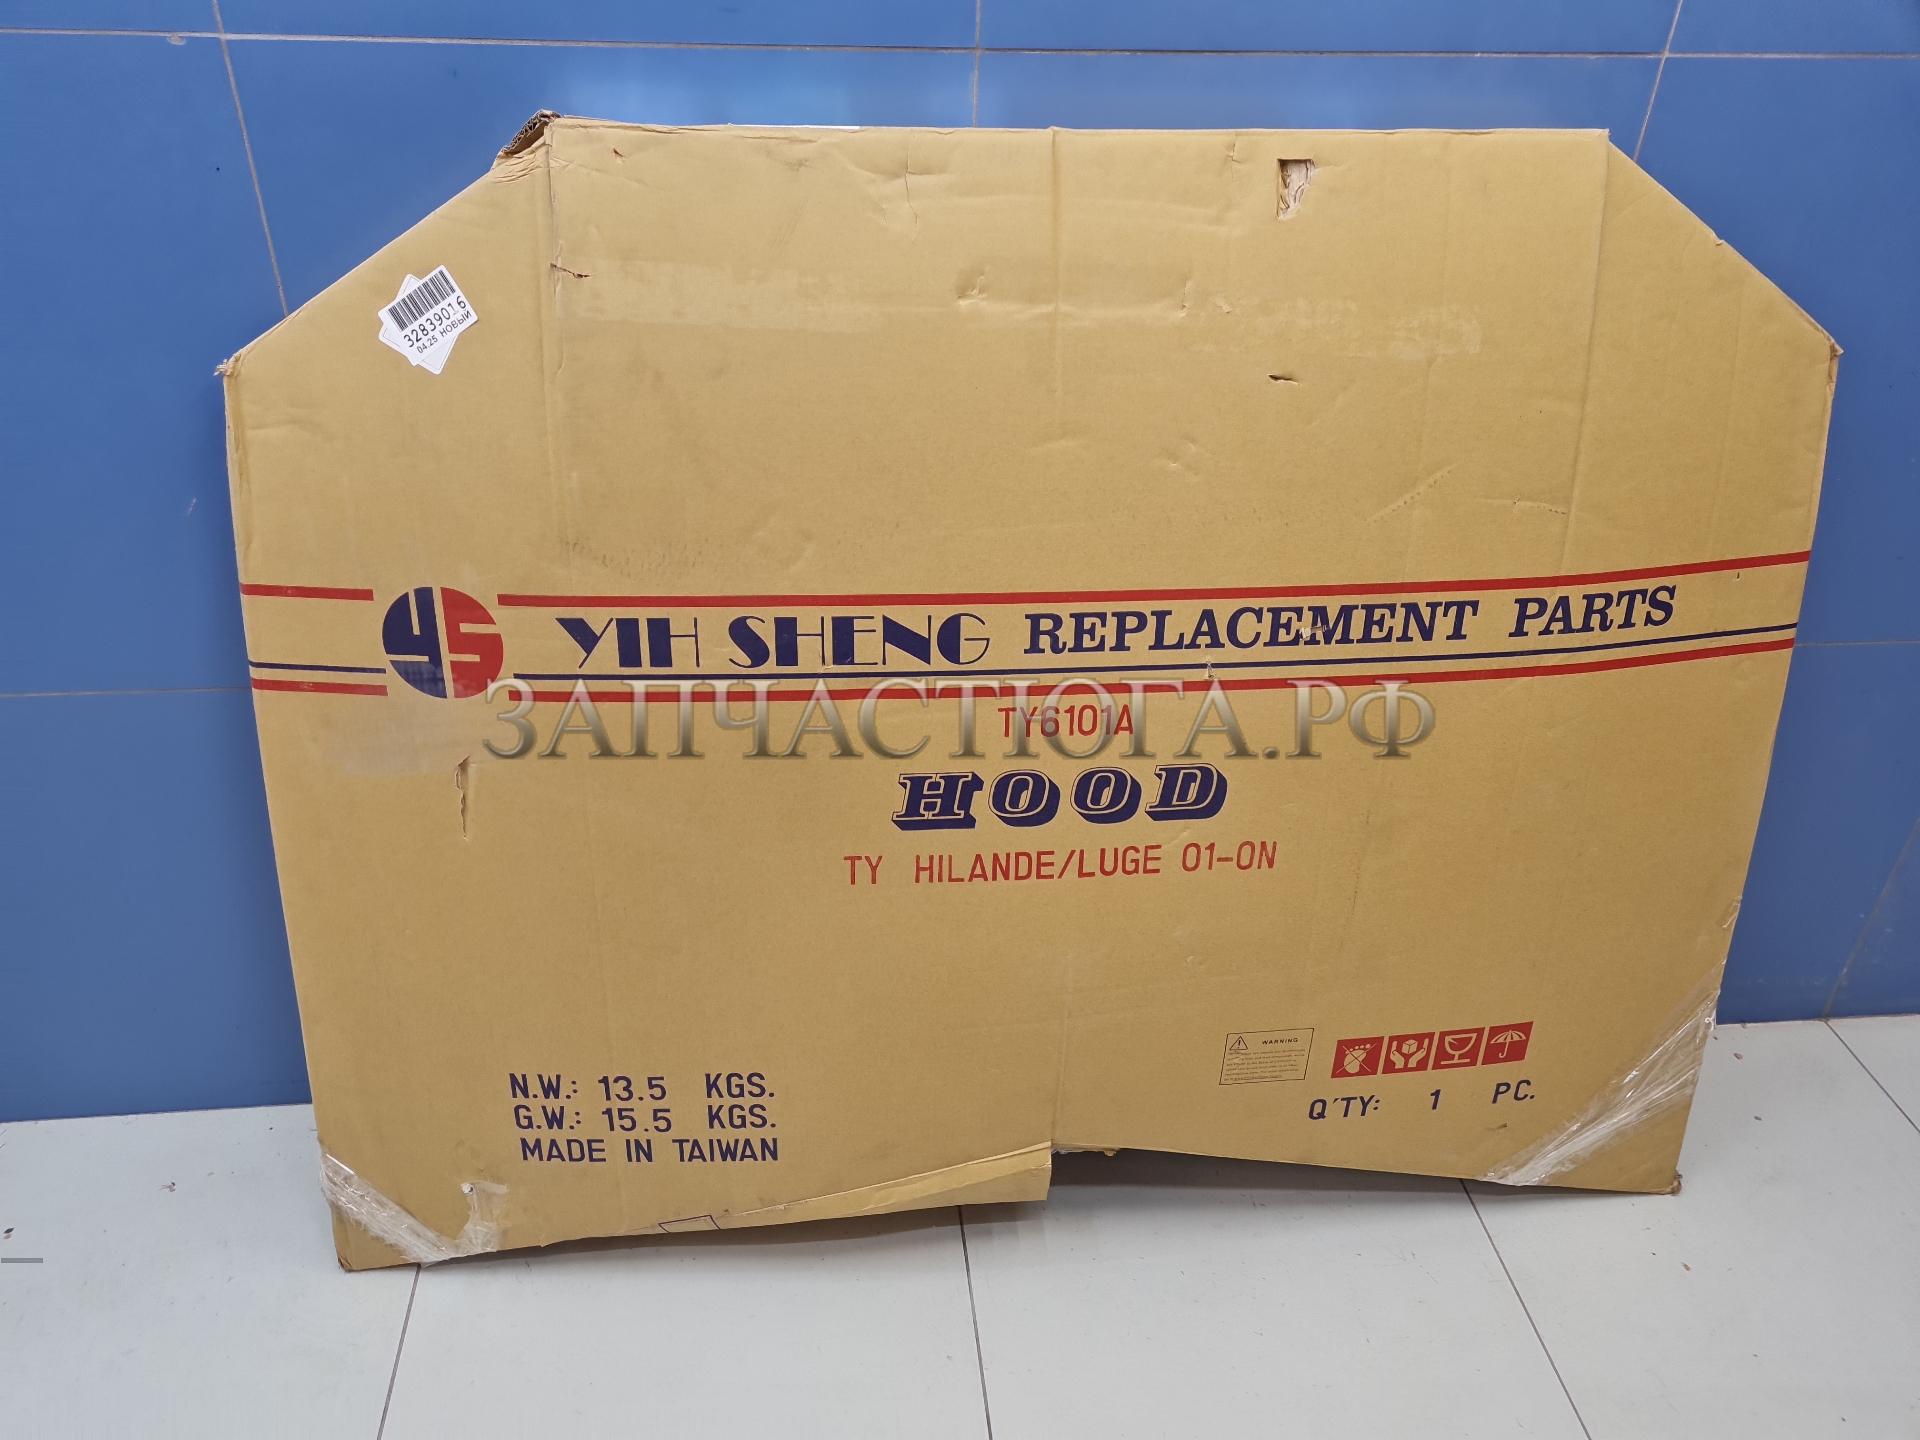 32839016
04.25 НОВЫЙ
YS YIH SHENG REPLACEMENT PARTS
ЗАПЧАСТЮГА.РФ
TY6101A
HOOD
TY HILANDE/LUGE 01-ON
WARNING
N.W.: 13.5 KGS.
G.W.: 15.5 KGS.
MADE IN TAIWAN
Q'TY: 1 PC.